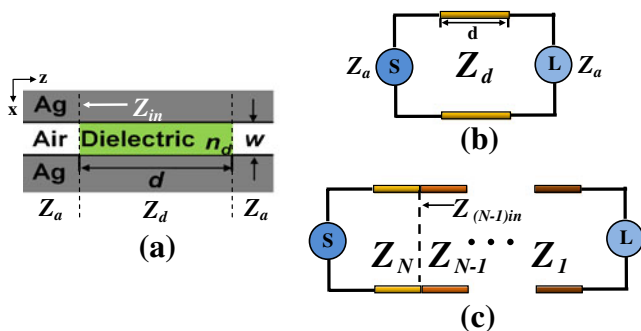 z
x
Ag
Z_in
Air
Dielectric n_d
w
Ag
d
Z_a
Z_d
Z_a
(a)
d
S
Z_a
Z_d
L
Z_a
(b)
S
Z_(N-1)in
Z_N
Z_N-1
...
Z_1
L
(c)